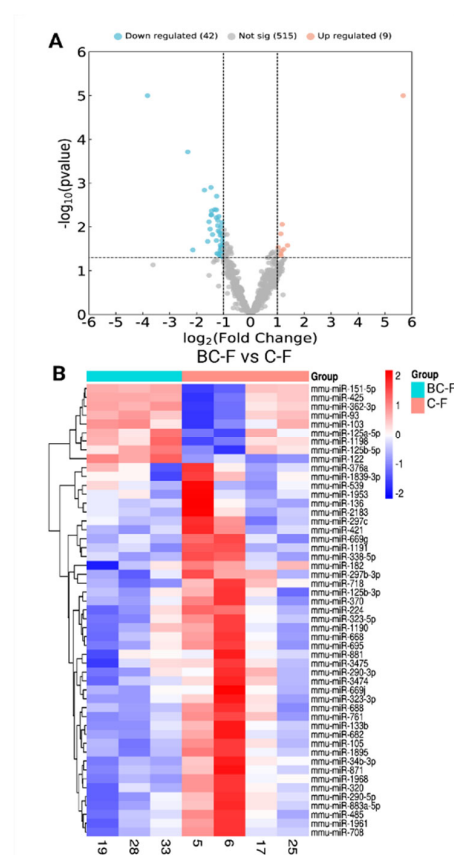 A
Down regulated (42) Not sig (515) Up regulated (9)
6
5
4
3
2
1
0
-log10(pvalue)
-6 -5 -4 -3 -2 -1 0 1 2 3 4 5 6
log2(Fold Change)
BC-F vs C-F
B
Group
mmu-miR-151-5p
mmu-miR-425
mmu-miR-362-3p
mmu-miR-93
mmu-miR-103
mmu-miR-125a-5p
mmu-miR-1198
mmu-miR-125b-5p
mmu-miR-122
mmu-miR-376a
mmu-miR-1839-3p
mmu-miR-539
mmu-miR-1953
mmu-miR-136
mmu-miR-2183
mmu-miR-297c
mmu-miR-421
mmu-miR-669g
mmu-miR-1191
mmu-miR-338-5p
mmu-miR-182
mmu-miR-297b-3p
mmu-miR-718
mmu-miR-125b-3p
mmu-miR-370
mmu-miR-224
mmu-miR-323-5p
mmu-miR-1190
mmu-miR-668
mmu-miR-695
mmu-miR-881
mmu-miR-3475
mmu-miR-290-3p
mmu-miR-3474
mmu-miR-669j
mmu-miR-323-3p
mmu-miR-688
mmu-miR-761
mmu-miR-133b
mmu-miR-682
mmu-miR-105
mmu-miR-1895
mmu-miR-34b-3p
mmu-miR-871
mmu-miR-1968
mmu-miR-320
mmu-miR-290-5p
mmu-miR-883a-5p
mmu-miR-485
mmu-miR-1961
mmu-miR-708
19 28 33 5 6 17 25
2
1
0
-1
-2
Group
BC-F
C-F